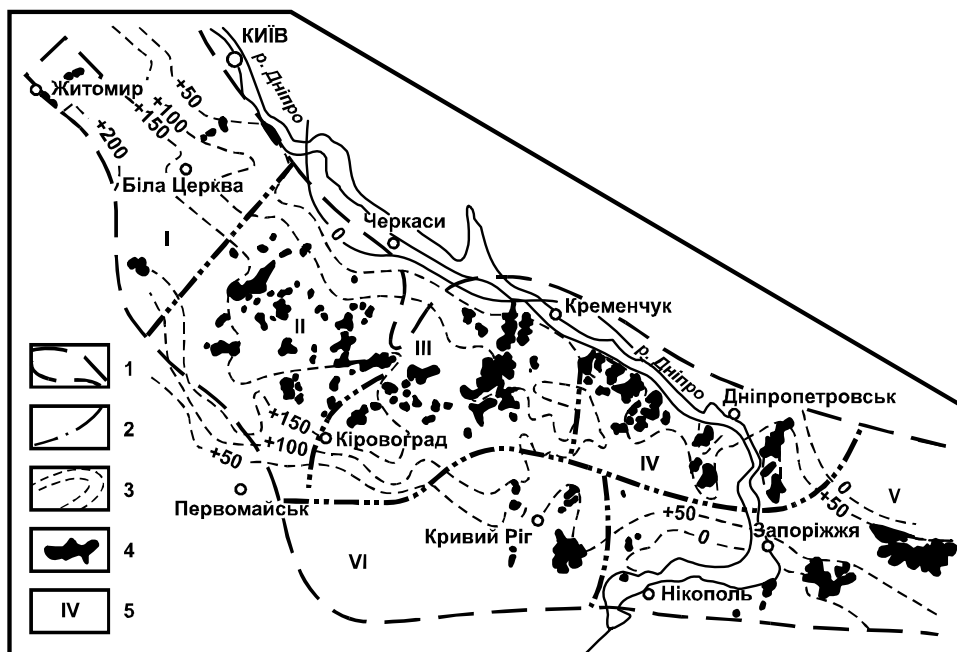 КИЇВ
р. Дніпро
Житомир
+50
+100
+150
+200
Біла Церква
Черкаси
I
0
Кременчук
II
III
р. Дніпро
Дніпропетровськ
1
+150
Кіровоград
+100
+50
2
IV
0
V
+50
3
Первомайськ
Кривий Ріг
+50
Запоріжжя
0
4
VI
Нікополь
IV
5